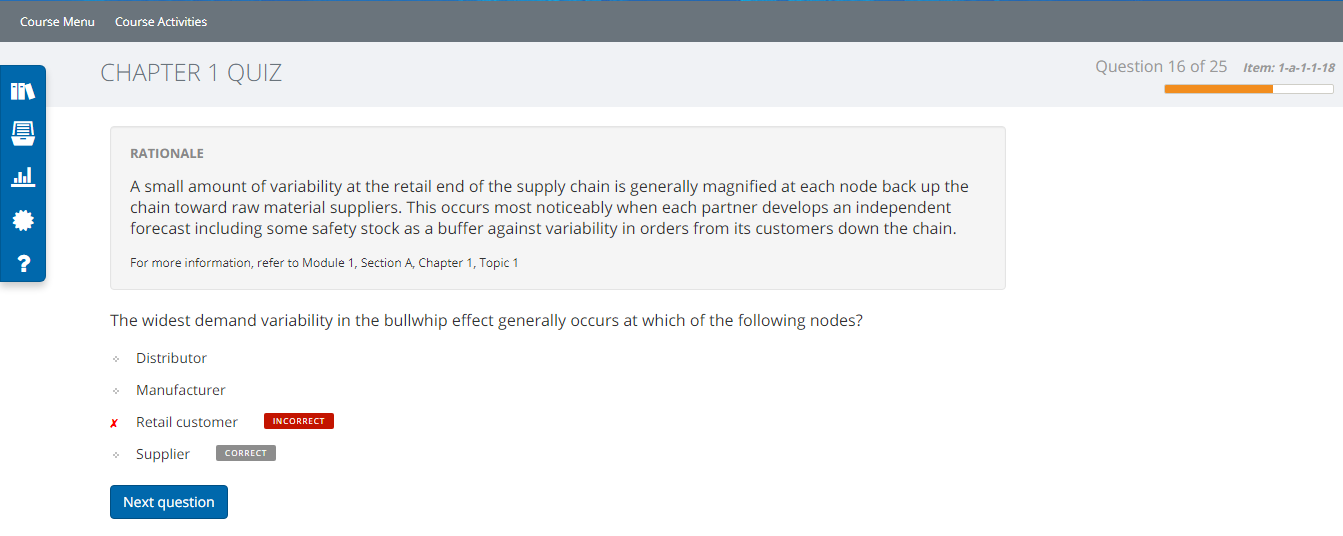 Course Menu Course Activities
CHAPTER 1 QUIZ
Question 16 of 25 Item: 1-a-1-1-18
RATIONALE
A small amount of variability at the retail end of the supply chain is generally magnified at each node back up the
chain toward raw material suppliers. This occurs most noticeably when each partner develops an independent
forecast including some safety stock as a buffer against variability in orders from its customers down the chain.
For more information, refer to Module 1, Section A, Chapter 1, Topic 1
The widest demand variability in the bullwhip effect generally occurs at which of the following nodes?
Distributor
Manufacturer
✗ Retail customer INCORRECT
Supplier CORRECT
Next question
?